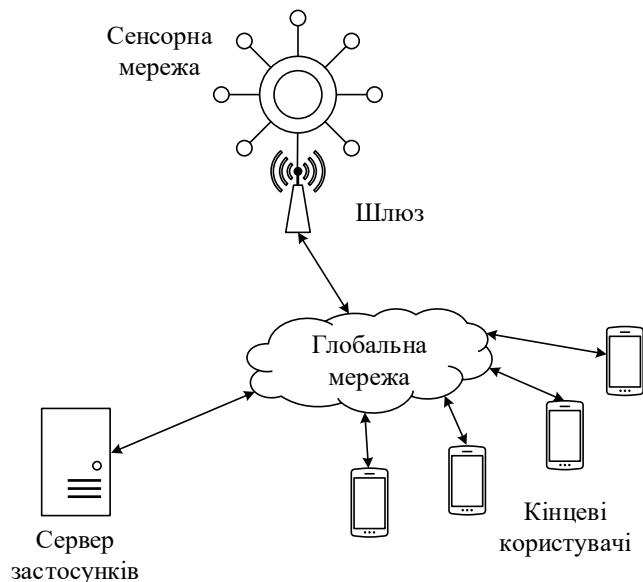 Сенсорна
мережа
Шлюз
Глобальна
мережа
Сервер
застосунків
Кінцеві
користувачі